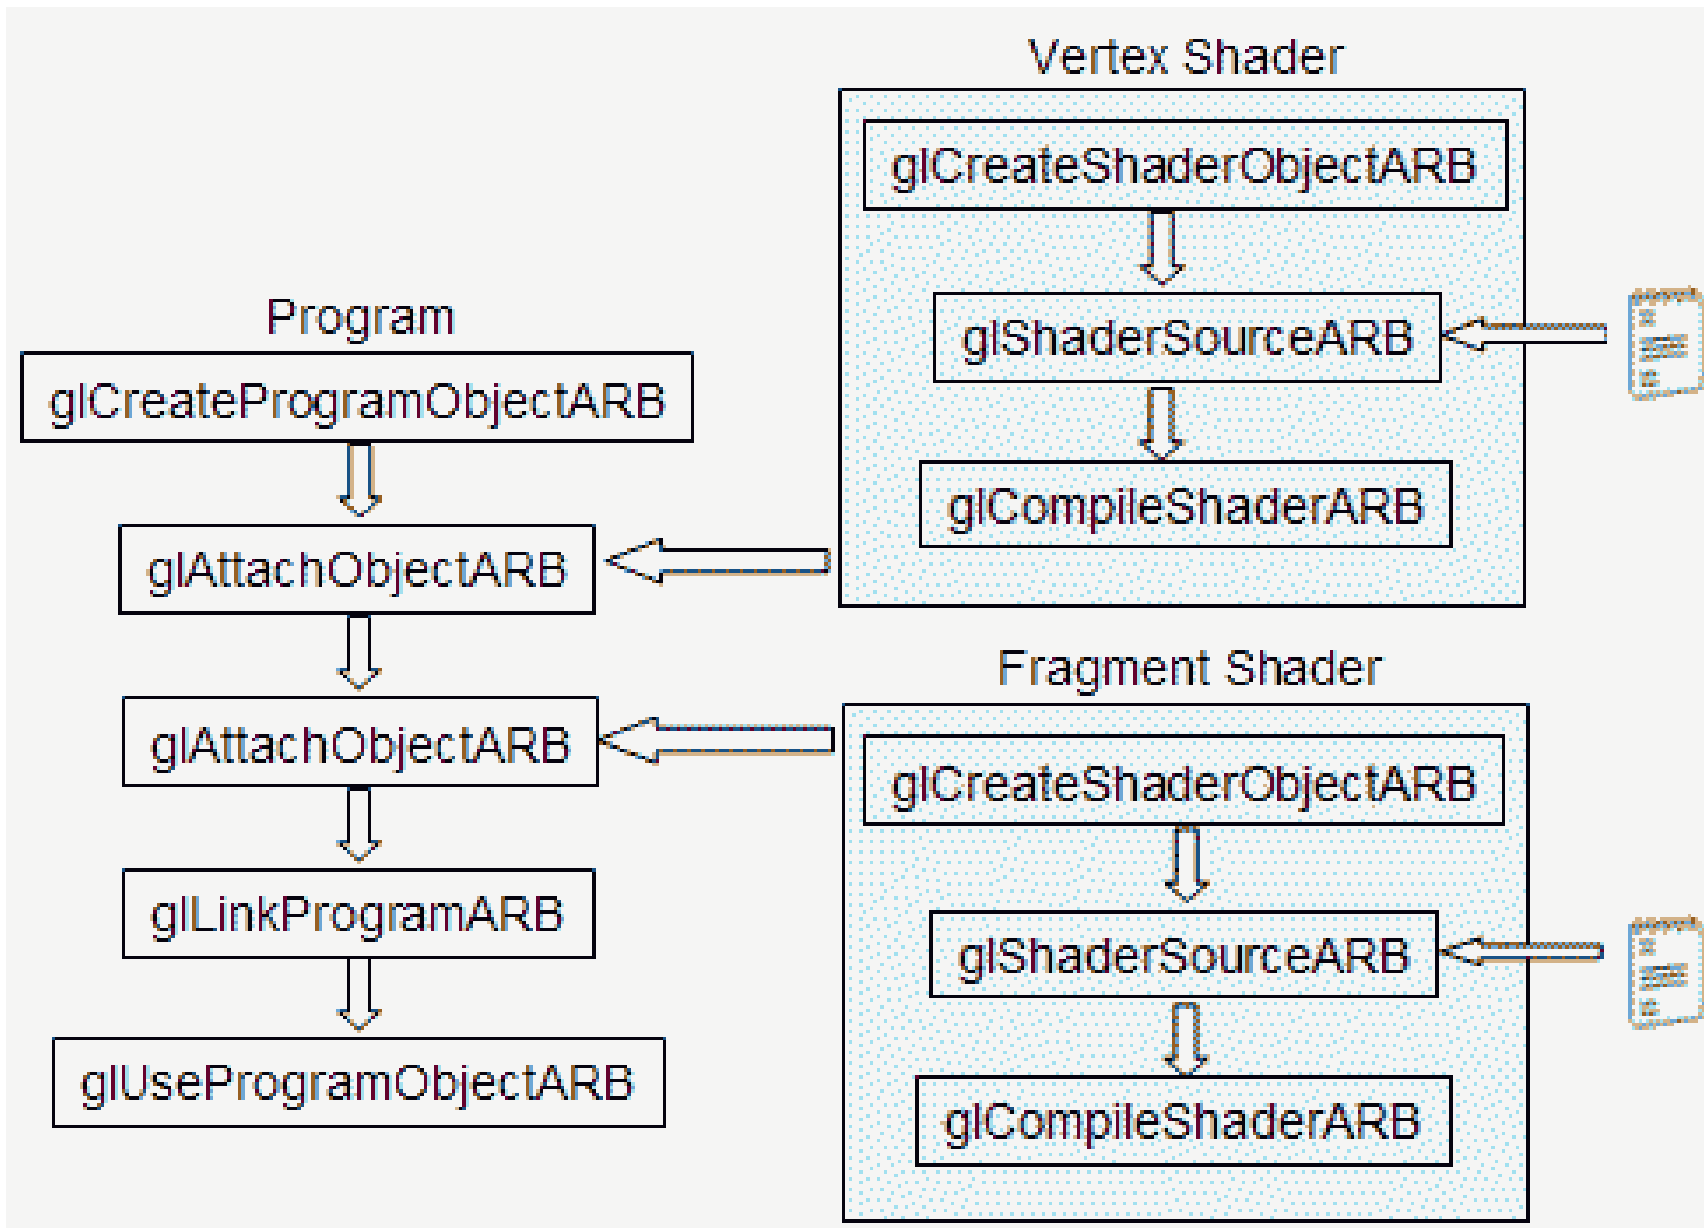 Vertex Shader
glCreateShaderObjectARB
glShaderSourceARB
glCompileShaderARB
Program
glCreateProgramObjectARB
glAttachObjectARB
glAttachObjectARB
glLinkProgramARB
glUseProgramObjectARB
Fragment Shader
glCreateShaderObjectARB
glShaderSourceARB
glCompileShaderARB